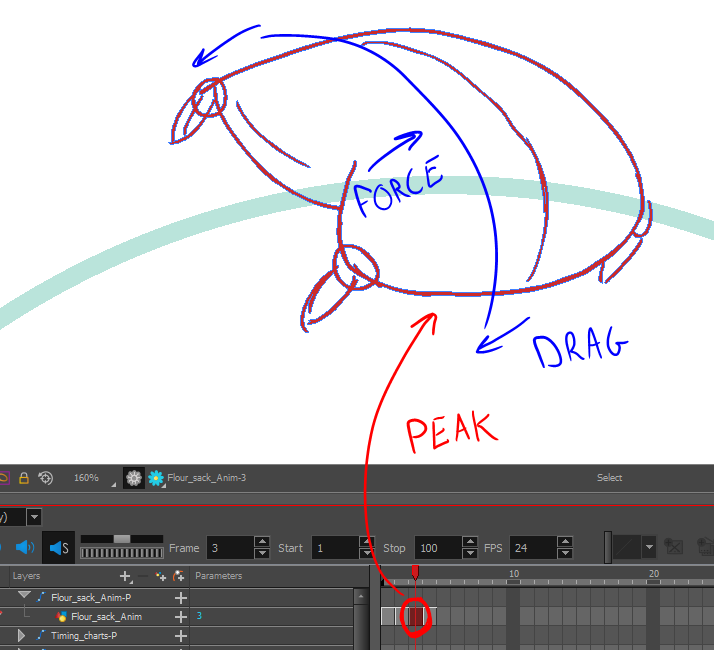 FORCE
DRAG
PEAK
160%
Flour_sack_Anim-3
Select
y)
S
Frame 3 Start 1 Stop 100 FPS 24
Layers Parameters 10 20
Flour_sack_Anim-P
Flour_sack_Anim 3
Timing_charts-P